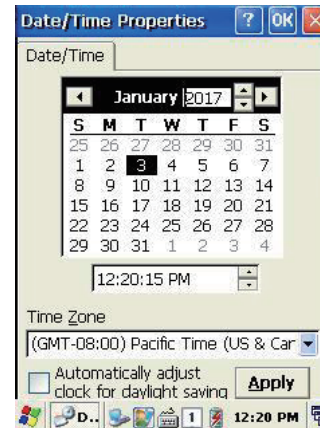 Date/Time Properties ? OK ×
Date/Time
January 2017
S M T W T F S
25 26 27 28 29 30 31
1 2 3 4 5 6 7
8 9 10 11 12 13 14
15 16 17 18 19 20 21
22 23 24 25 26 27 28
29 30 31 1 2 3 4
12:20:15 PM
Time Zone
(GMT-08:00) Pacific Time (US & Car
Automatically adjust
clock for daylight saving
Apply
D.. 1 12:20 PM